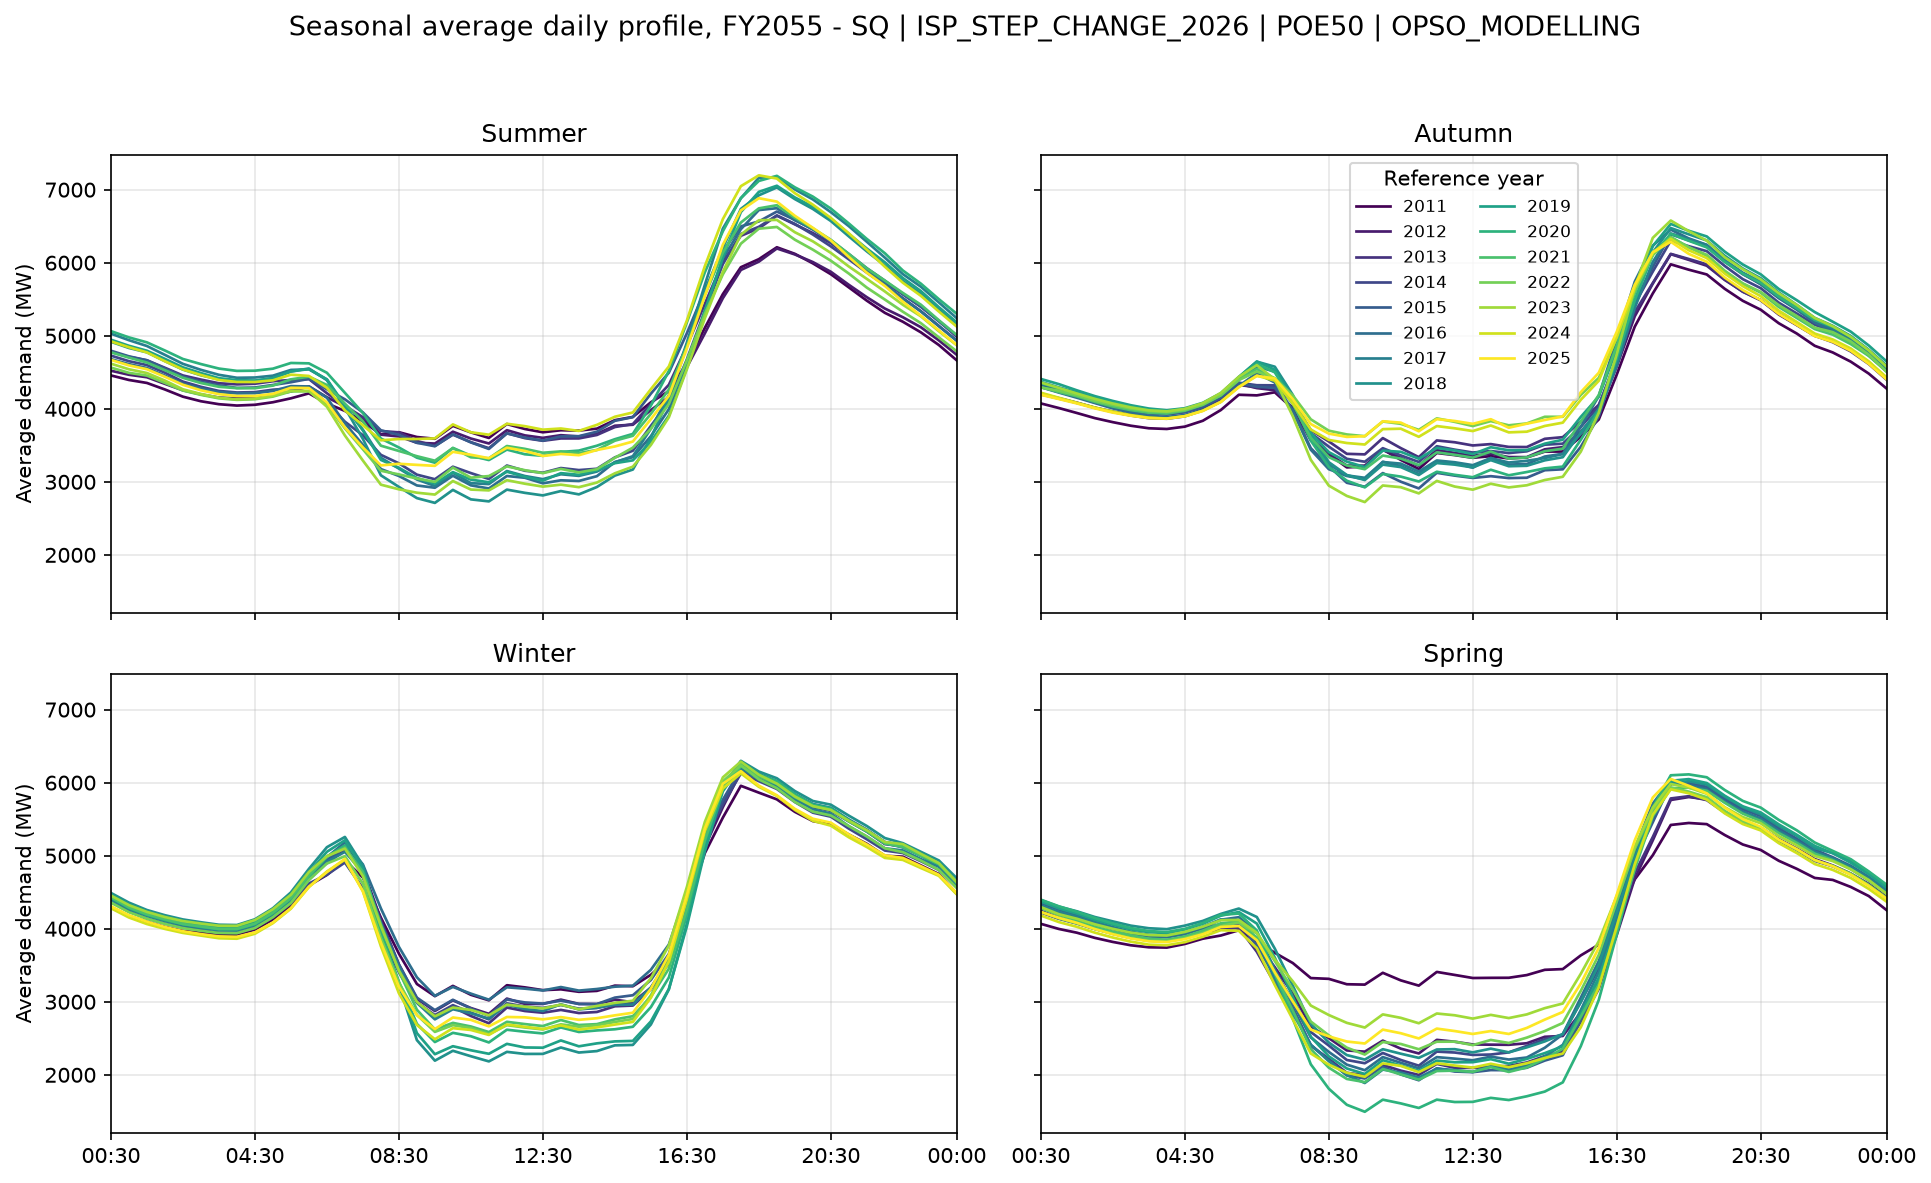 Seasonal average daily profile, FY2055 - SQ | ISP_STEP_CHANGE_2026 | POE50 | OPSO_MODELLING
Summer
Average demand (MW)
7000
6000
5000
4000
3000
2000
Autumn
Reference year
2011
2012
2013
2014
2015
2016
2017
2018
2019
2020
2021
2022
2023
2024
2025
Winter
Average demand (MW)
7000
6000
5000
4000
3000
2000
00:30 04:30 08:30 12:30 16:30 20:30 00:00
Spring
00:30 04:30 08:30 12:30 16:30 20:30 00:00